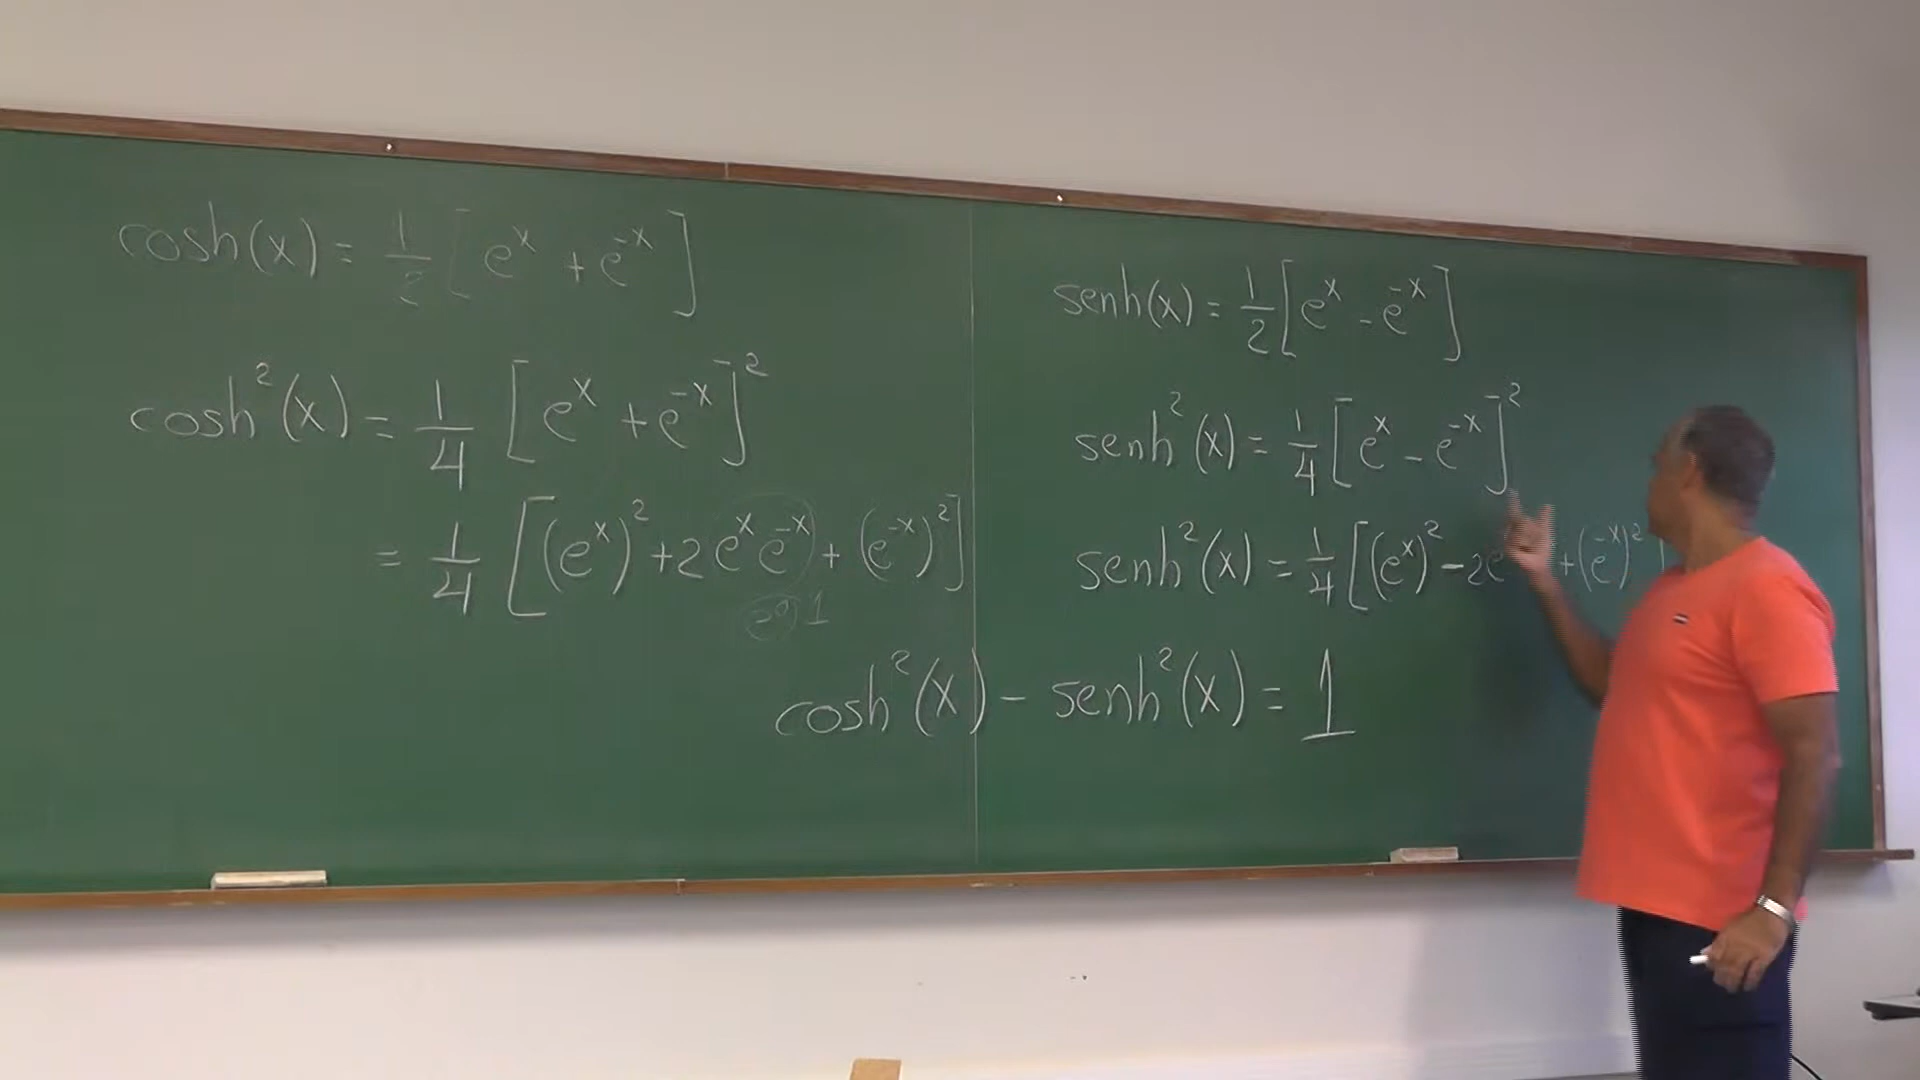 cosh(x) = 1/2 [e^x + e^-x]
cosh²(x) = 1/4 [e^x + e^-x]²
= 1/4 [(e^x)² + 2e^x e^-x + (e^-x)²]
1
senh(x) = 1/2 [e^x - e^-x]
senh²(x) = 1/4 [e^x - e^-x]²
senh²(x) = 1/4 [(e^x)² - 2e + (e^-x)²]
cosh²(x) - senh²(x) = 1